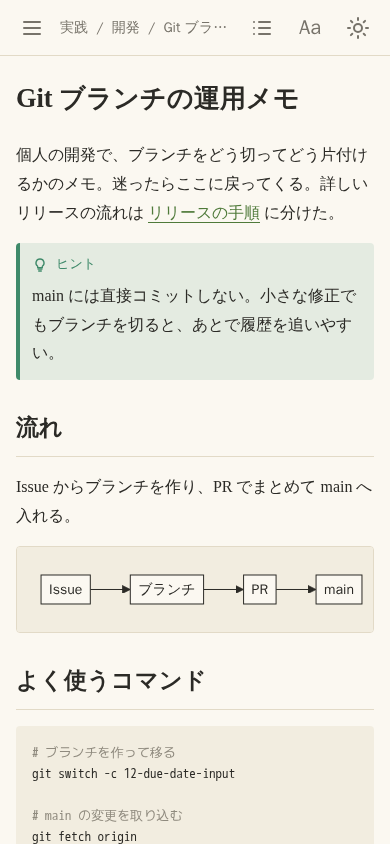 実践 / 開発 / Git ブラ…
Aa
Git ブランチの運用メモ
個人の開発で、ブランチをどう切ってどう片付け
るかのメモ。迷ったらここに戻ってくる。詳しい
リリースの流れは リリースの手順 に分けた。
ヒント
main には直接コミットしない。小さな修正で
もブランチを切ると、あとで履歴を追いやす
い。
流れ
Issue からブランチを作り、PR でまとめて main へ
入れる。
Issue ブランチ PR main
よく使うコマンド
# ブランチを作って移る
git switch -c 12-due-date-input
# main の変更を取り込む
git fetch origin